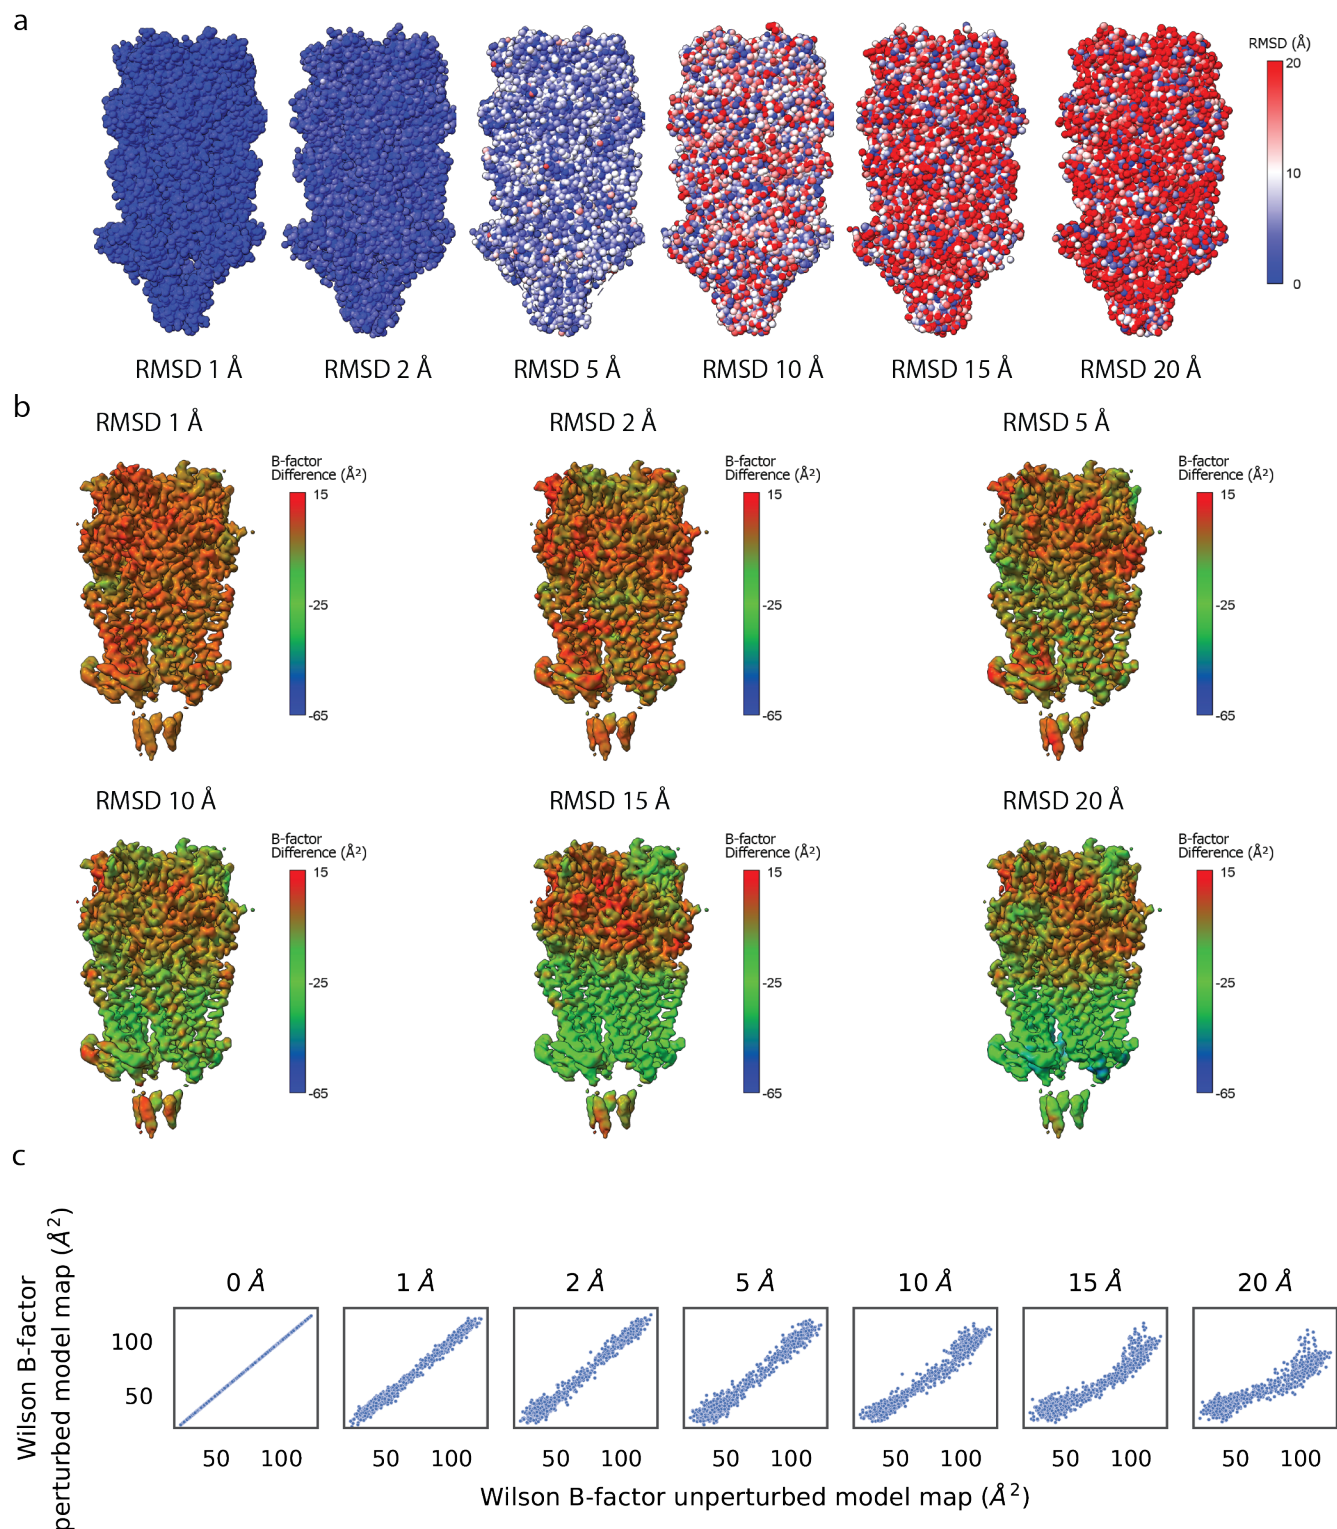 a
RMSD (Å)
20
10
0
RMSD 1 Å
RMSD 2 Å
RMSD 5 Å
RMSD 10 Å
RMSD 15 Å
RMSD 20 Å
b
RMSD 1 Å
B-factor
Difference (Å²)
15
-25
-65
RMSD 2 Å
B-factor
Difference (Å²)
15
-25
-65
RMSD 5 Å
B-factor
Difference (Å²)
15
-25
-65
RMSD 10 Å
B-factor
Difference (Å²)
15
-25
-65
RMSD 15 Å
B-factor
Difference (Å²)
15
-25
-65
RMSD 20 Å
B-factor
Difference (Å²)
15
-25
-65
c
Wilson B-factor
perturbed model map (Å²)
0 Å
1 Å
2 Å
5 Å
10 Å
15 Å
20 Å
100
50
50 100
50 100
50 100
50 100
50 100
50 100
50 100
Wilson B-factor unperturbed model map (Å²)